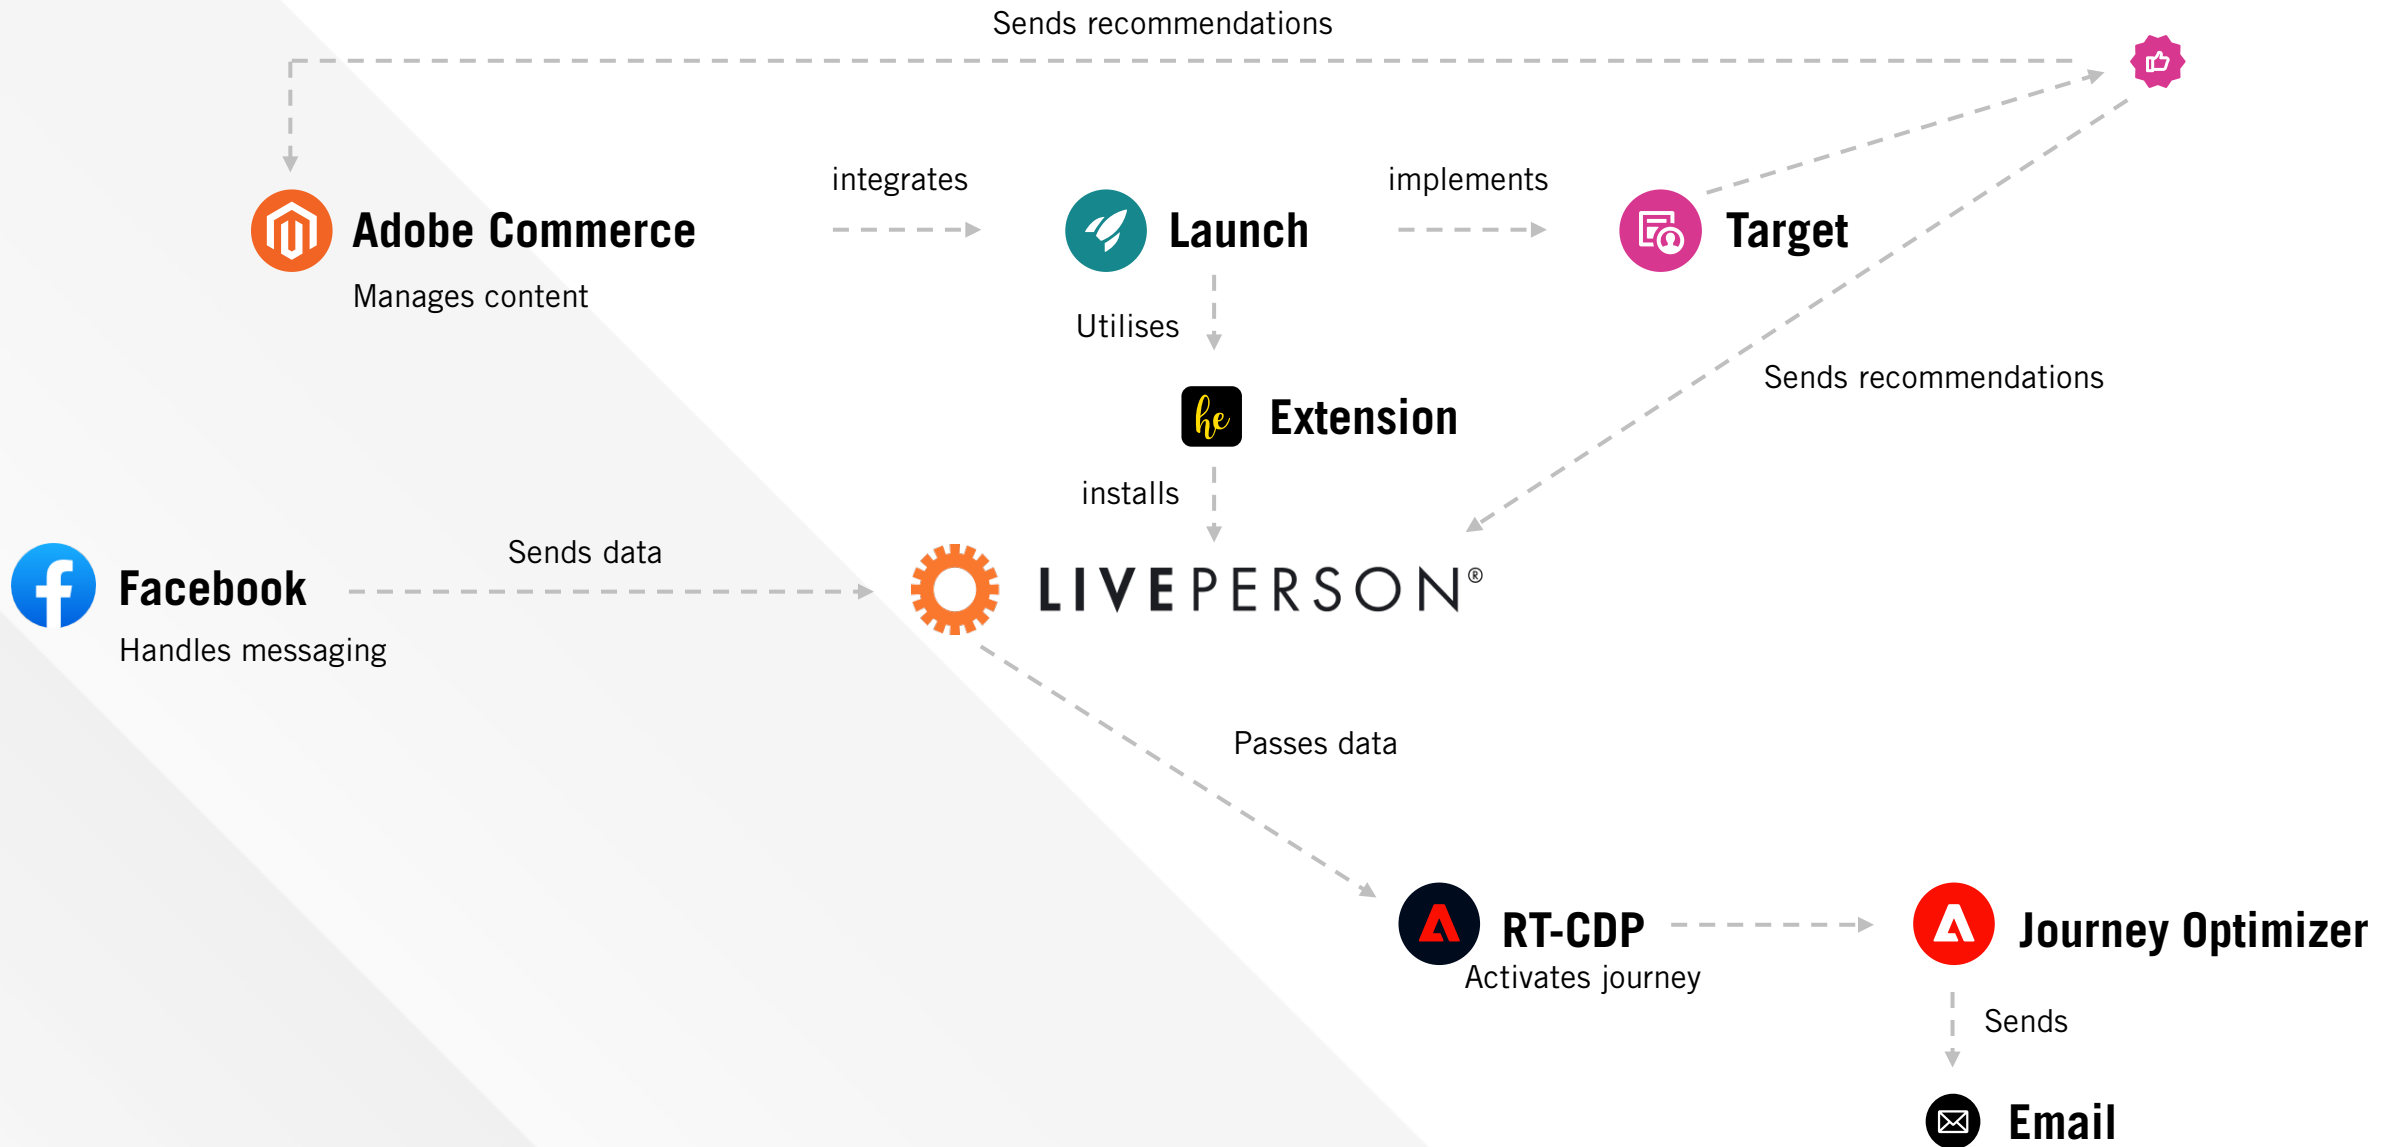 Sends recommendations
integrates
implements
Adobe Commerce
Launch
Target
Manages content
Utilises
Sends recommendations
he
Extension
installs
Sends data
Facebook
LIVEPERSON®
Handles messaging
Passes data
RT-CDP
Journey Optimizer
Activates journey
Sends
Email